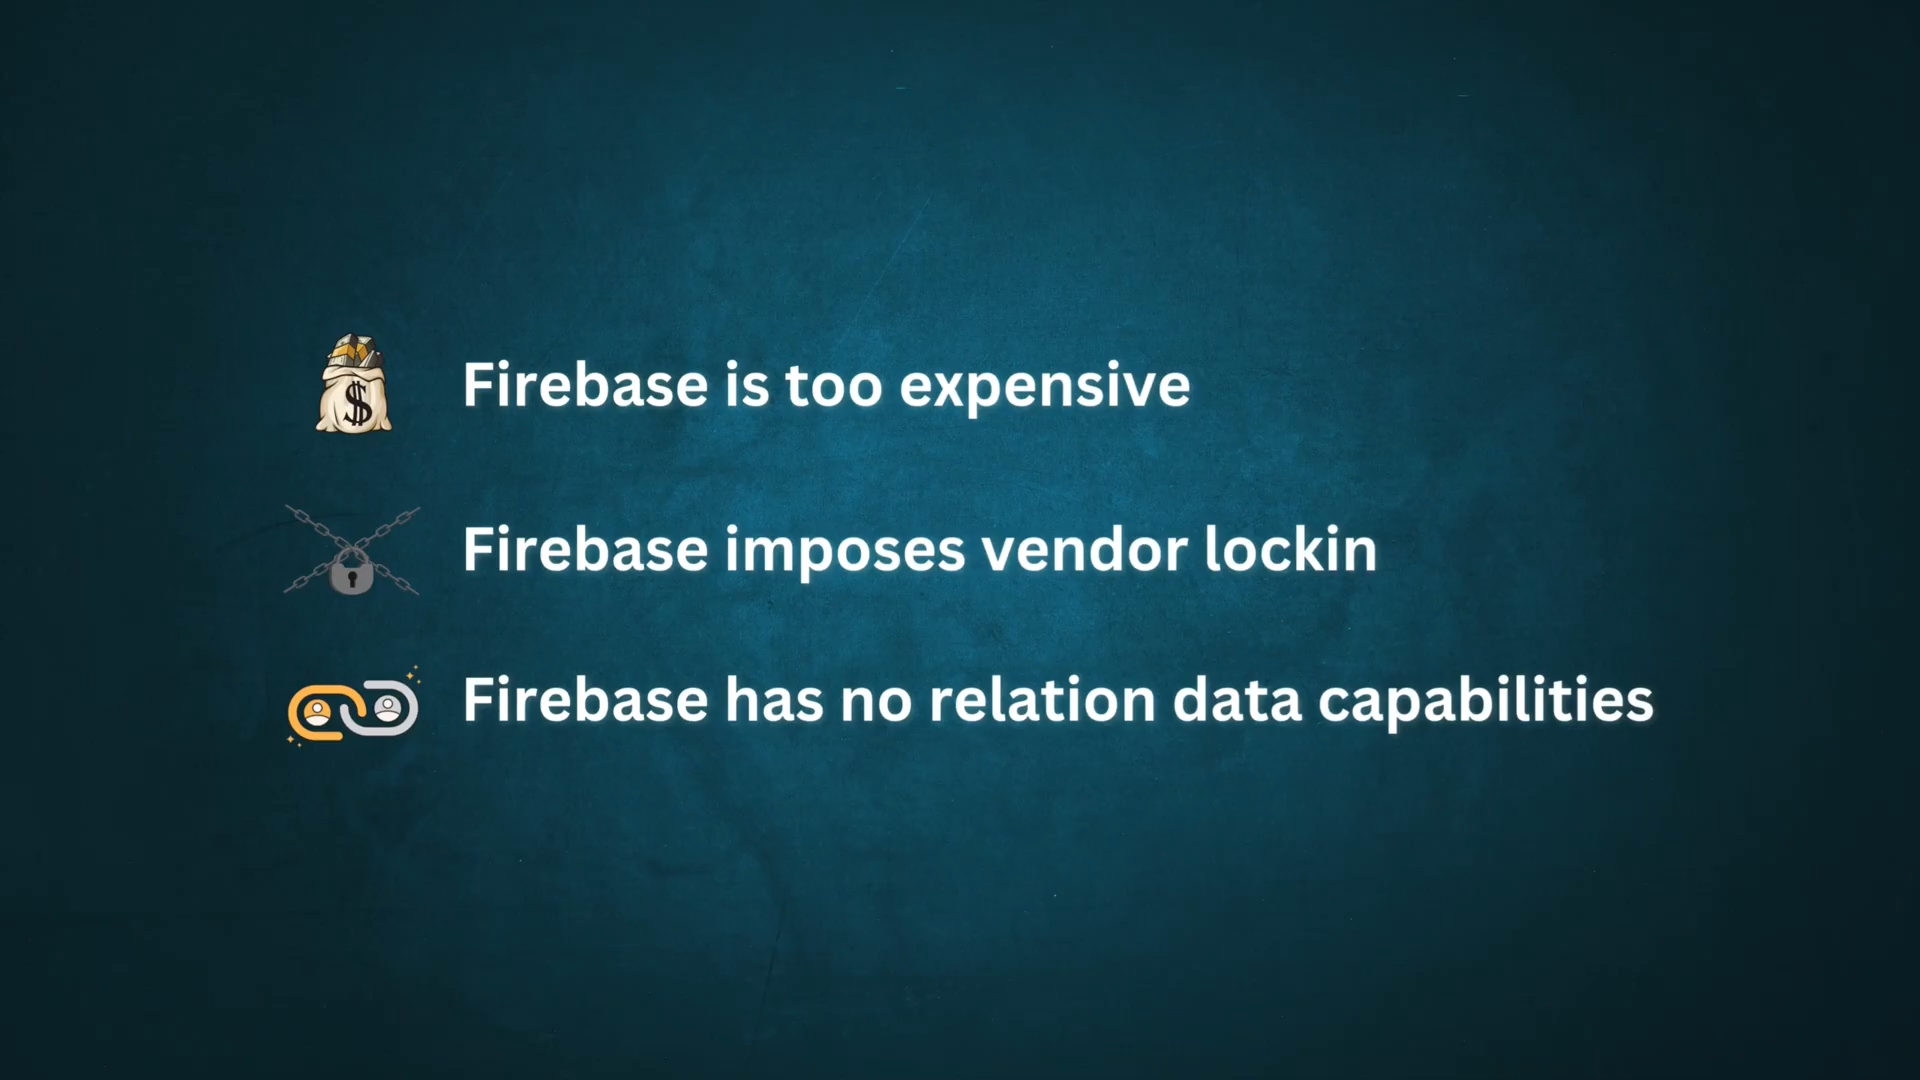 Firebase is too expensive
Firebase imposes vendor lockin
Firebase has no relation data capabilities